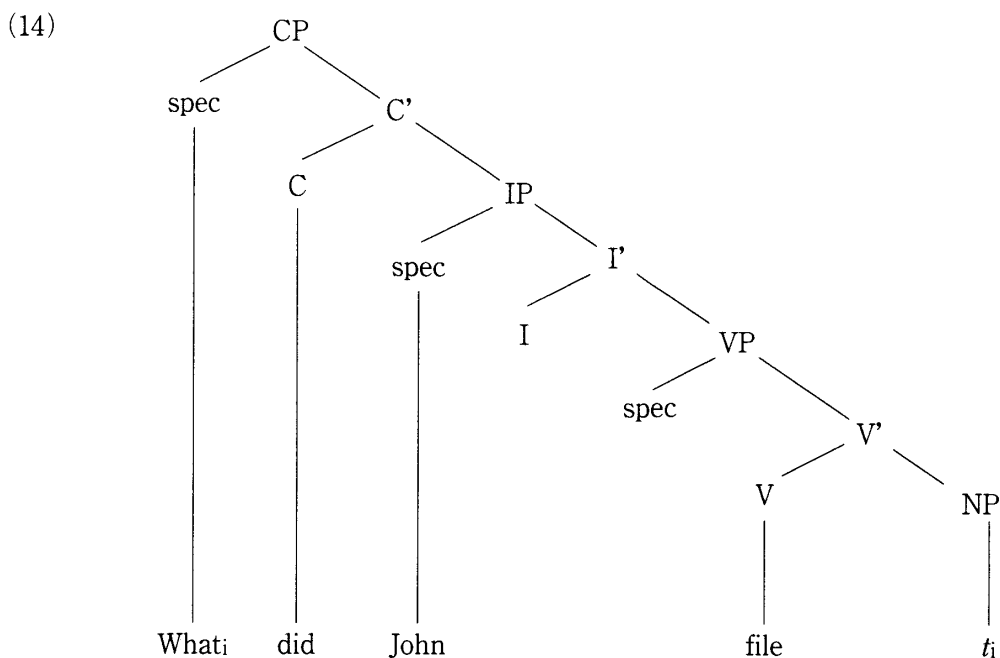 (14)
CP
spec
C'
C
IP
spec
I'
I
VP
spec
V'
V
NP
Whati did John file ti